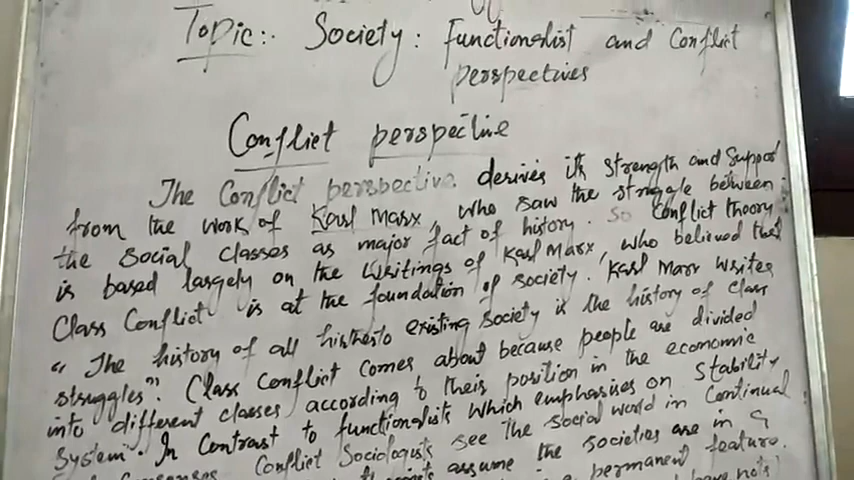 Topic:- Society: Functionalist and Conflict
perspectives
Conflict perspective
The Conflict perspective derives its strength and support
from the work of Karl Marx, who saw the struggle between
the social classes as major fact of history. So Conflict theory
is based largely on the writings of Karl Marx, who believed that
Class Conflict is at the foundation of society. Karl Marx writes
" The history of all hitherto existing society is the history of class
struggles". Class Conflict comes about because people are divided
into different classes according to their position in the economic
system. In Contrast to functionalists which emphasises on stability
Conflict Sociologists see the social world in Continual
assume the societies are in a
permanent feature.
have nots